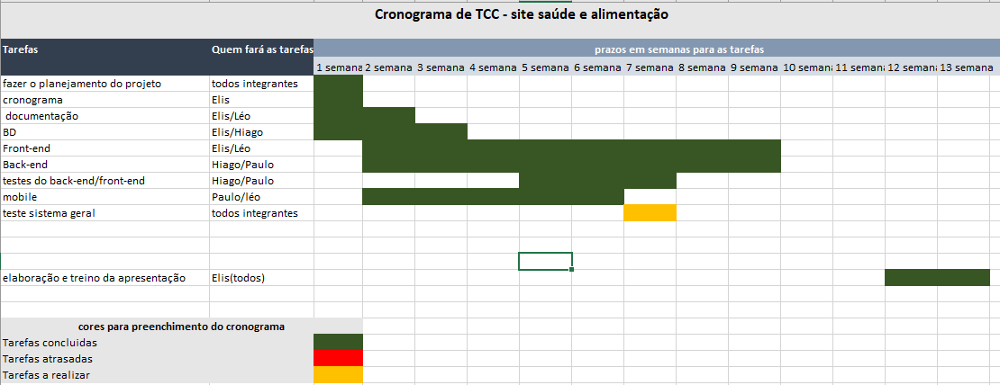 Cronograma de TCC - site saúde e alimentação
Tarefas Quem fará as tarefas prazos em semanas para as tarefas
1 semana 2 semana 3 semana 4 semana 5 semana 6 semana 7 semana 8 semana 9 semana 10 semana 11 semana 12 semana 13 semana
fazer o planejamento do projeto todos integrantes
cronograma Elis
documentação Elis/Léo
BD Elis/Hiago
Front-end Elis/Léo
Back-end Hiago/Paulo
testes do back-end/front-end Hiago/Paulo
mobile Paulo/léo
teste sistema geral todos integrantes
elaboração e treino da apresentação Elis(todos)
cores para preenchimento do cronograma
Tarefas concluidas
Tarefas atrasadas
Tarefas a realizar